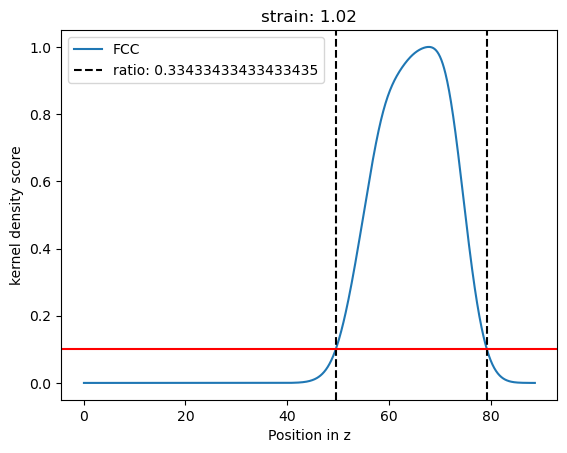 strain: 1.02
FCC
ratio: 0.33433433433433435
kernel density score
1.0
0.8
0.6
0.4
0.2
0.0
0 20 40 60 80
Position in z